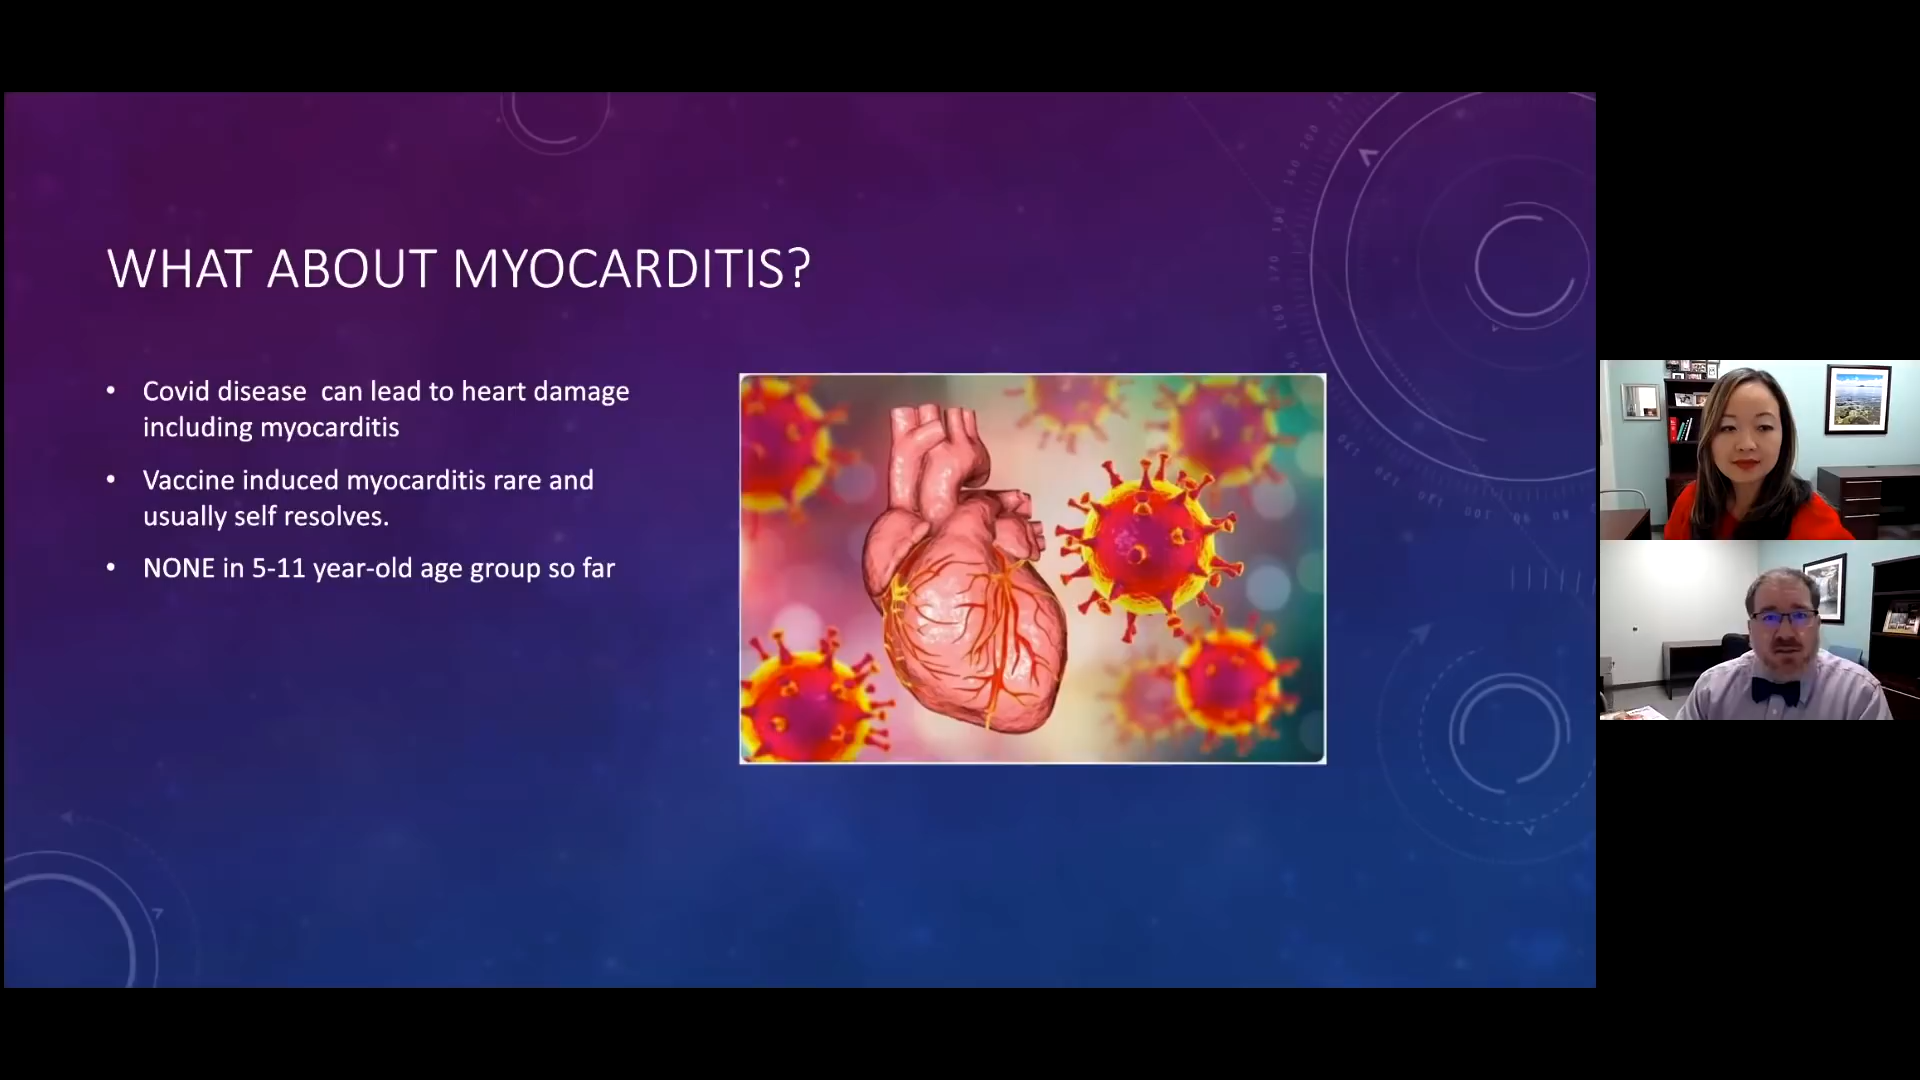 WHAT ABOUT MYOCARDITIS?
• Covid disease  can lead to heart damage
including myocarditis
• Vaccine induced myocarditis rare and
usually self resolves.
• NONE in 5-11 year-old age group so far